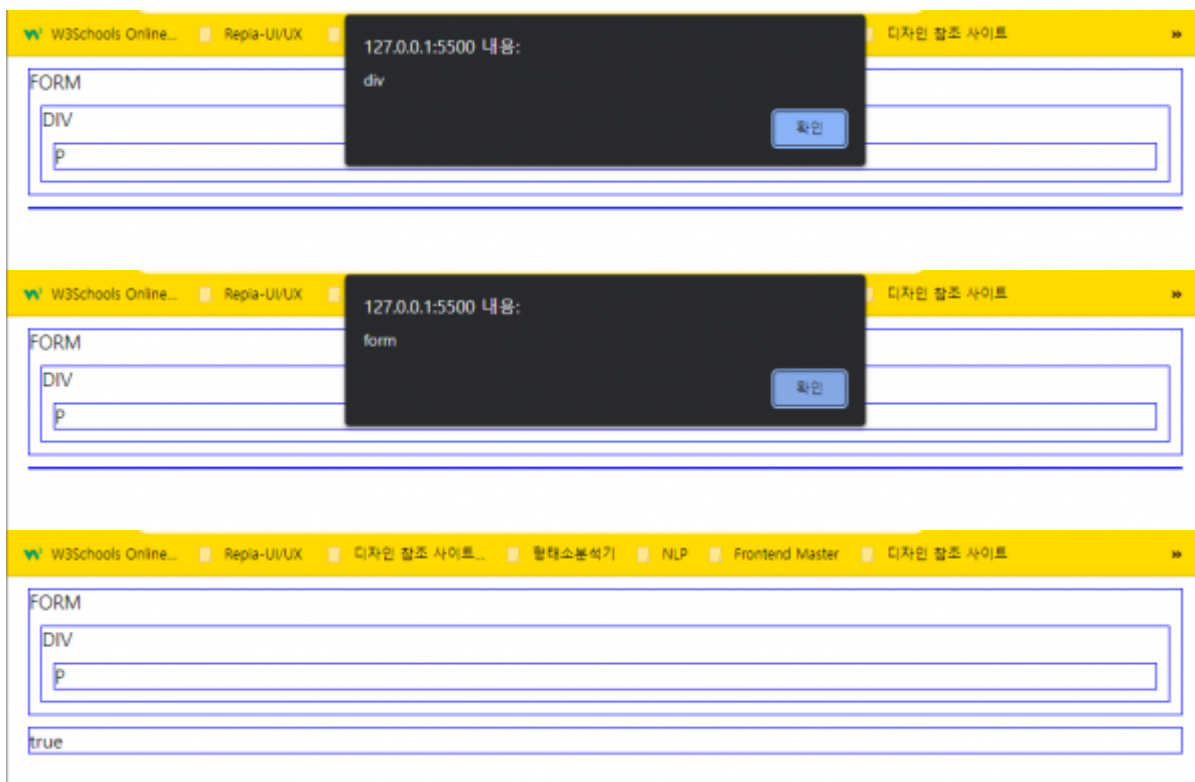 W3Schools Online... Repia-UI/UX 디자인 참조 사이트 »
127.0.0.1:5500 내용:
div
확인
FORM
DIV
P
W3Schools Online... Repia-UI/UX 디자인 참조 사이트 »
127.0.0.1:5500 내용:
form
확인
FORM
DIV
P
W3Schools Online... Repia-UI/UX 디자인 참조 사이트... 형태소분석기 NLP Frontend Master 디자인 참조 사이트 »
FORM
DIV
P
true